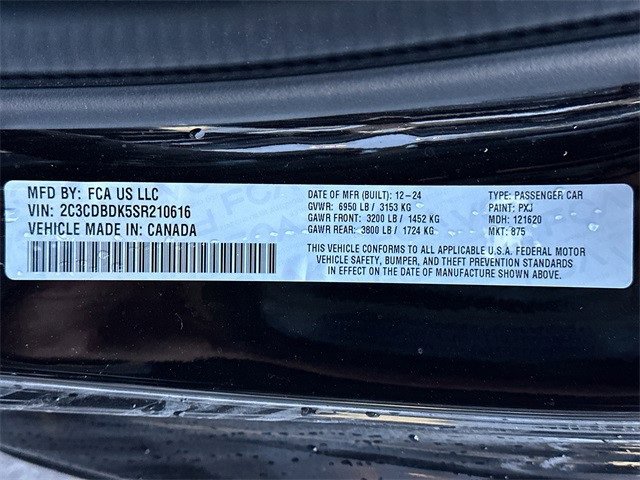 MFD BY: FCA US LLC
VIN: 2C3CDBDK5SR210616
VEHICLE MADE IN: CANADA
DATE OF MFR (BUILT): 12-24
GVWR: 6950 LB / 3153 KG
GAWR FRONT: 3200 LB / 1452 KG
GAWR REAR: 3800 LB / 1724 KG
TYPE: PASSENGER CAR
PAINT: PXJ
MDH: 121620
MKT: 875
THIS VEHICLE CONFORMS TO ALL APPLICABLE U.S.A. FEDERAL MOTOR
VEHICLE SAFETY, BUMPER, AND THEFT PREVENTION STANDARDS
IN EFFECT ON THE DATE OF MANUFACTURE SHOWN ABOVE.